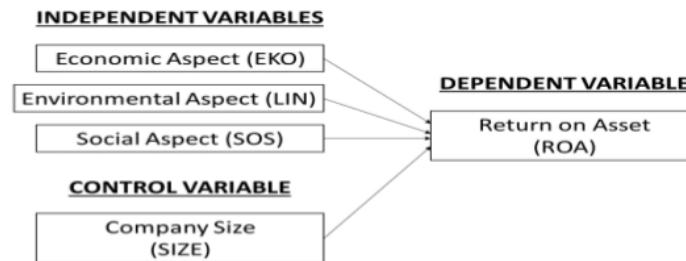 INDEPENDENT VARIABLES
Economic Aspect (EKO)
Environmental Aspect (LIN)
Social Aspect (SOS)
CONTROL VARIABLE
Company Size
(SIZE)
DEPENDENT VARIABLE
Return on Asset
(ROA)